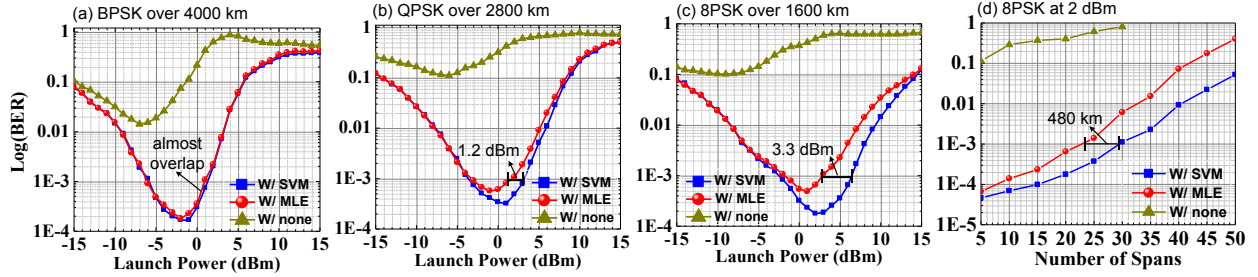 (a) BPSK over 4000 km
Log(BER)
1
0.1
0.01
1E-3
1E-4
almost
overlap
W/ SVM
W/ MLE
W/ none
-15 -10 -5 0 5 10 15
Launch Power (dBm)
(b) QPSK over 2800 km
1
0.1
0.01
1E-3
1E-4
1.2 dBm
W/ SVM
W/ MLE
W/ none
-15 -10 -5 0 5 10 15
Launch Power (dBm)
(c) 8PSK over 1600 km
1
0.1
0.01
1E-3
1E-4
3.3 dBm
W/ SVM
W/ MLE
W/ none
-15 -10 -5 0 5 10 15
Launch Power (dBm)
(d) 8PSK at 2 dBm
1
0.1
0.01
1E-3
1E-4
1E-5
480 km
W/ SVM
W/ MLE
W/ none
5 10 15 20 25 30 35 40 45 50
Number of Spans